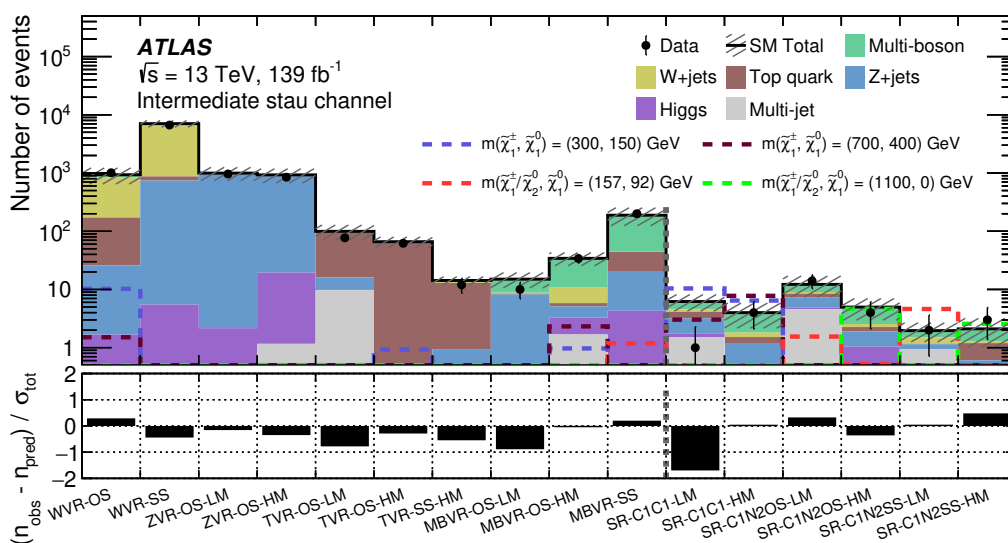 ATLAS
√s = 13 TeV, 139 fb⁻¹
Intermediate stau channel
Data
SM Total
Multi-boson
W+jets
Top quark
Z+jets
Higgs
Multi-jet
m(χ̃₁±, χ̃₁⁰) = (300, 150) GeV
m(χ̃₁±, χ̃₁⁰) = (700, 400) GeV
m(χ̃₁±/χ̃₂⁰, χ̃₁⁰) = (157, 92) GeV
m(χ̃₁±/χ̃₂⁰, χ̃₁⁰) = (1100, 0) GeV
Number of events
10⁵
10⁴
10³
10²
10
1
(n_obs - n_pred) / σ_tot
2
1
0
−1
−2
WVR-OS
WVR-SS
ZVR-OS-LM
ZVR-OS-HM
TVR-OS-LM
TVR-OS-HM
TVR-SS-HM
MBVR-OS-LM
MBVR-OS-HM
MBVR-SS
SR-C1C1-LM
SR-C1C1-HM
SR-C1N2OS-LM
SR-C1N2OS-HM
SR-C1N2SS-LM
SR-C1N2SS-HM